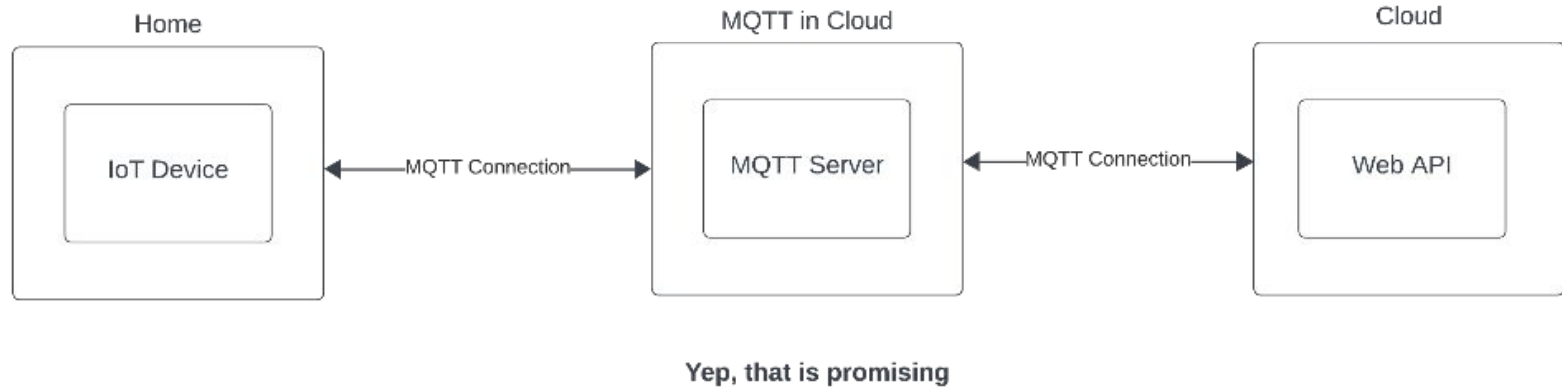 Home
MQTT in Cloud
Cloud
IoT Device
MQTT Connection
MQTT Server
MQTT Connection
Web API
Yep, that is promising